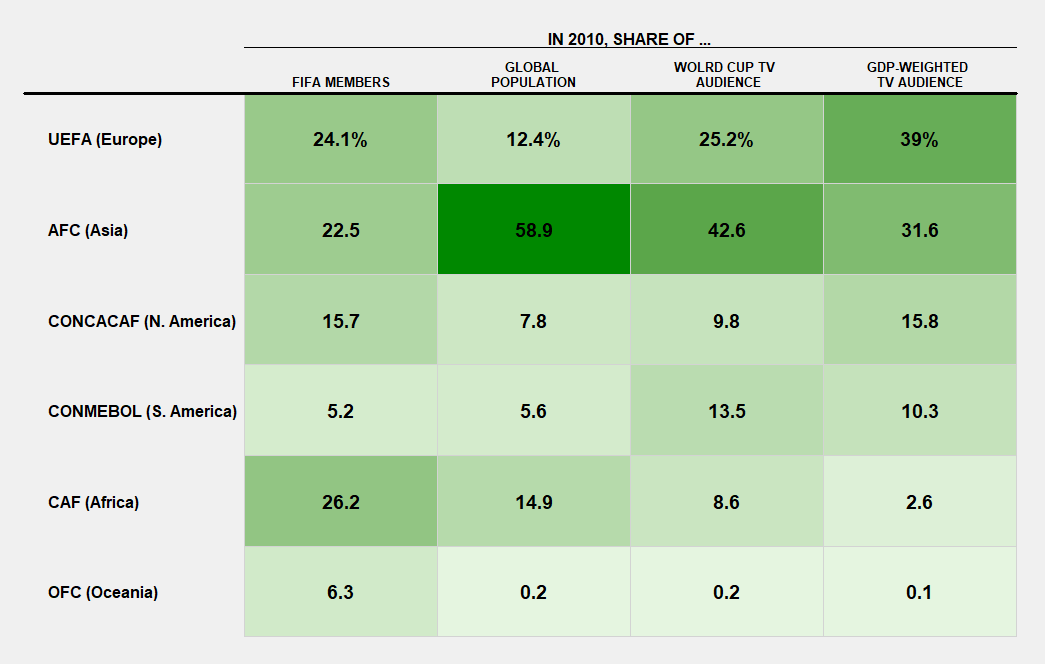 IN 2010, SHARE OF ...
FIFA MEMBERS
GLOBAL
POPULATION
WOLRD CUP TV
AUDIENCE
GDP-WEIGHTED
TV AUDIENCE
UEFA (Europe) 24.1% 12.4% 25.2% 39%
AFC (Asia) 22.5 58.9 42.6 31.6
CONCACAF (N. America) 15.7 7.8 9.8 15.8
CONMEBOL (S. America) 5.2 5.6 13.5 10.3
CAF (Africa) 26.2 14.9 8.6 2.6
OFC (Oceania) 6.3 0.2 0.2 0.1